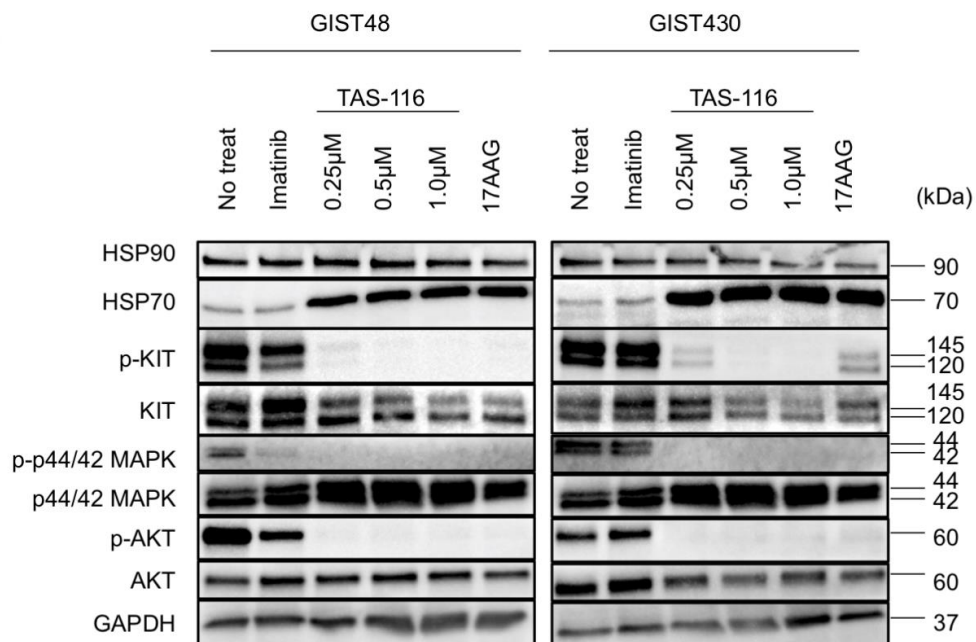 GIST48 GIST430
TAS-116 TAS-116
No treat Imatinib 0.25μM 0.5μM 1.0μM 17AAG No treat Imatinib 0.25μM 0.5μM 1.0μM 17AAG (kDa)
HSP90 90
HSP70 70
p-KIT 145
120
KIT 145
120
p-p44/42 MAPK 44
42
p44/42 MAPK 44
42
p-AKT 60
AKT 60
GAPDH 37